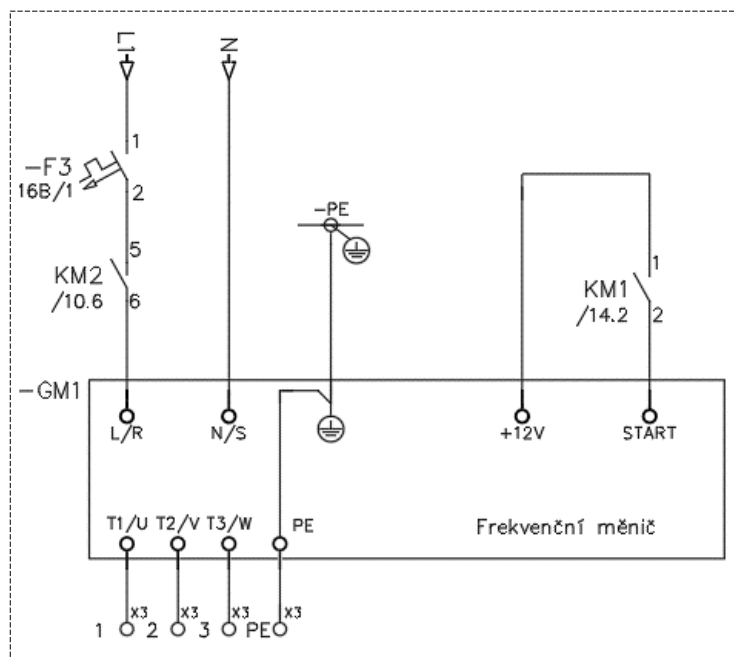 L1
N
1
-F3
16B/1
2
-PE
5
KM2
/10.6
6
1
KM1
/14.2
2
-GM1
L/R
N/S
+12V
START
T1/U
T2/V
T3/W
PE
Frekvenční měnič
X3
X3
X3
X3
1
2
3
PE